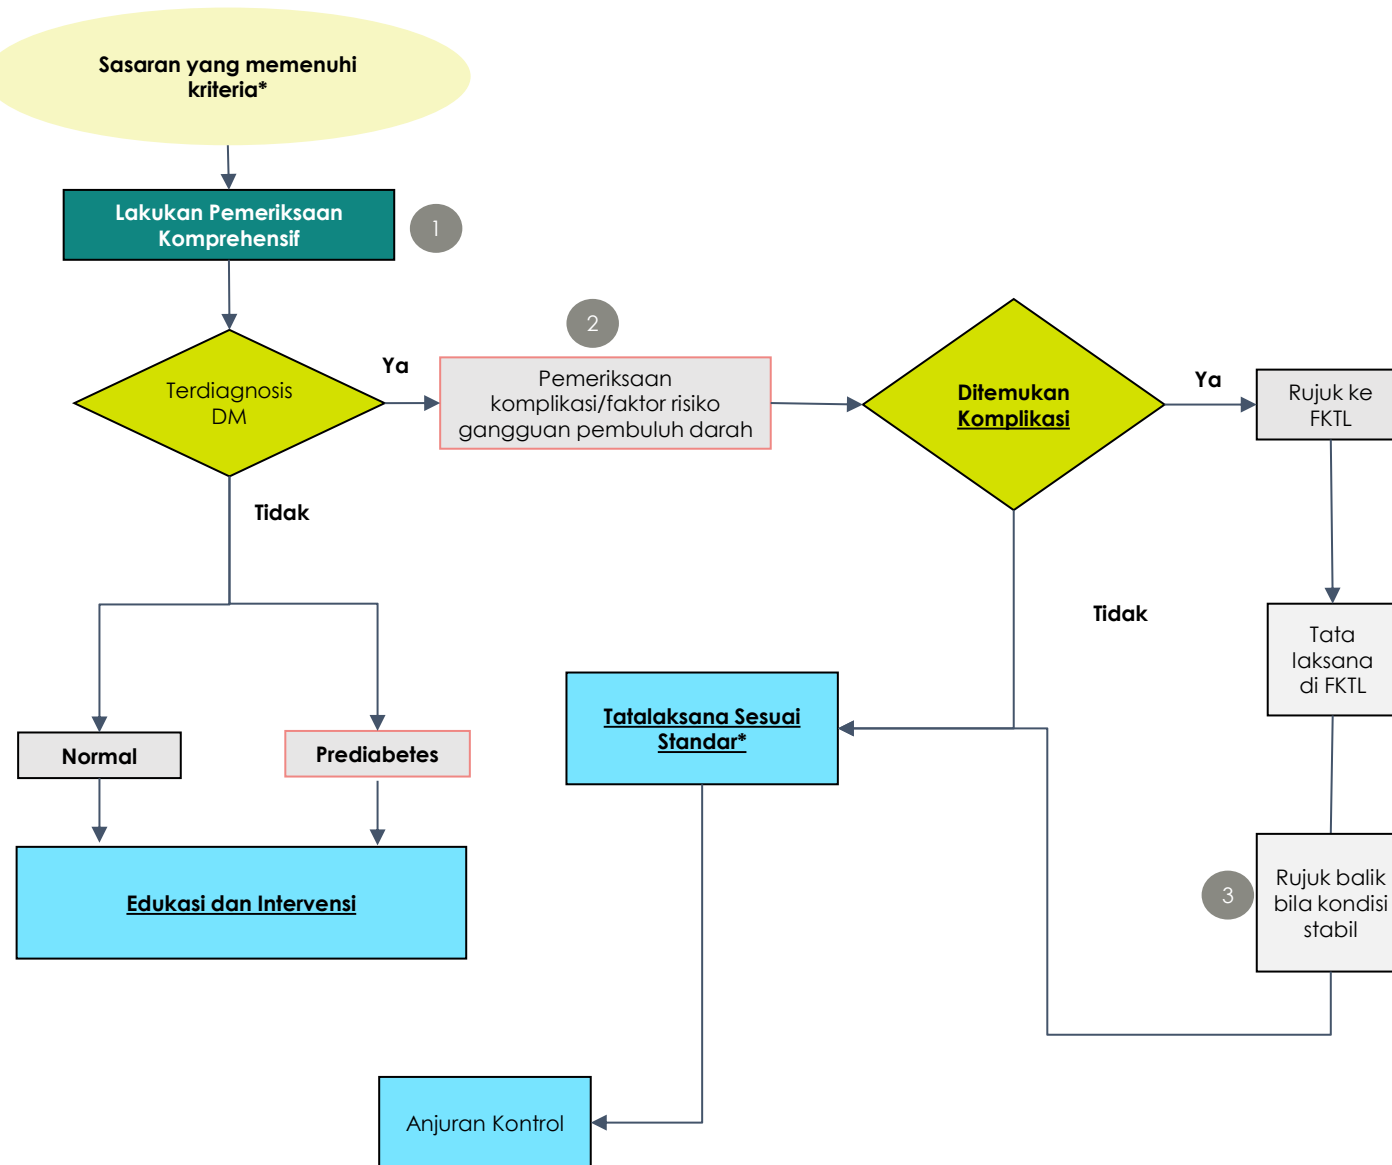 Sasaran yang memenuhi
kriteria*
Lakukan Pemeriksaan
Komprehensif
1
2
Terdiagnosis
DM
Ya
Pemeriksaan
komplikasi/faktor risiko
gangguan pembuluh darah
Ditemukan
Komplikasi
Ya
Rujuk ke
FKTL
Tidak
Tidak
Tata
laksana
di FKTL
Normal
Prediabetes
Tatalaksana Sesuai
Standar*
Edukasi dan Intervensi
3
Rujuk balik
bila kondisi
stabil
Anjuran Kontrol